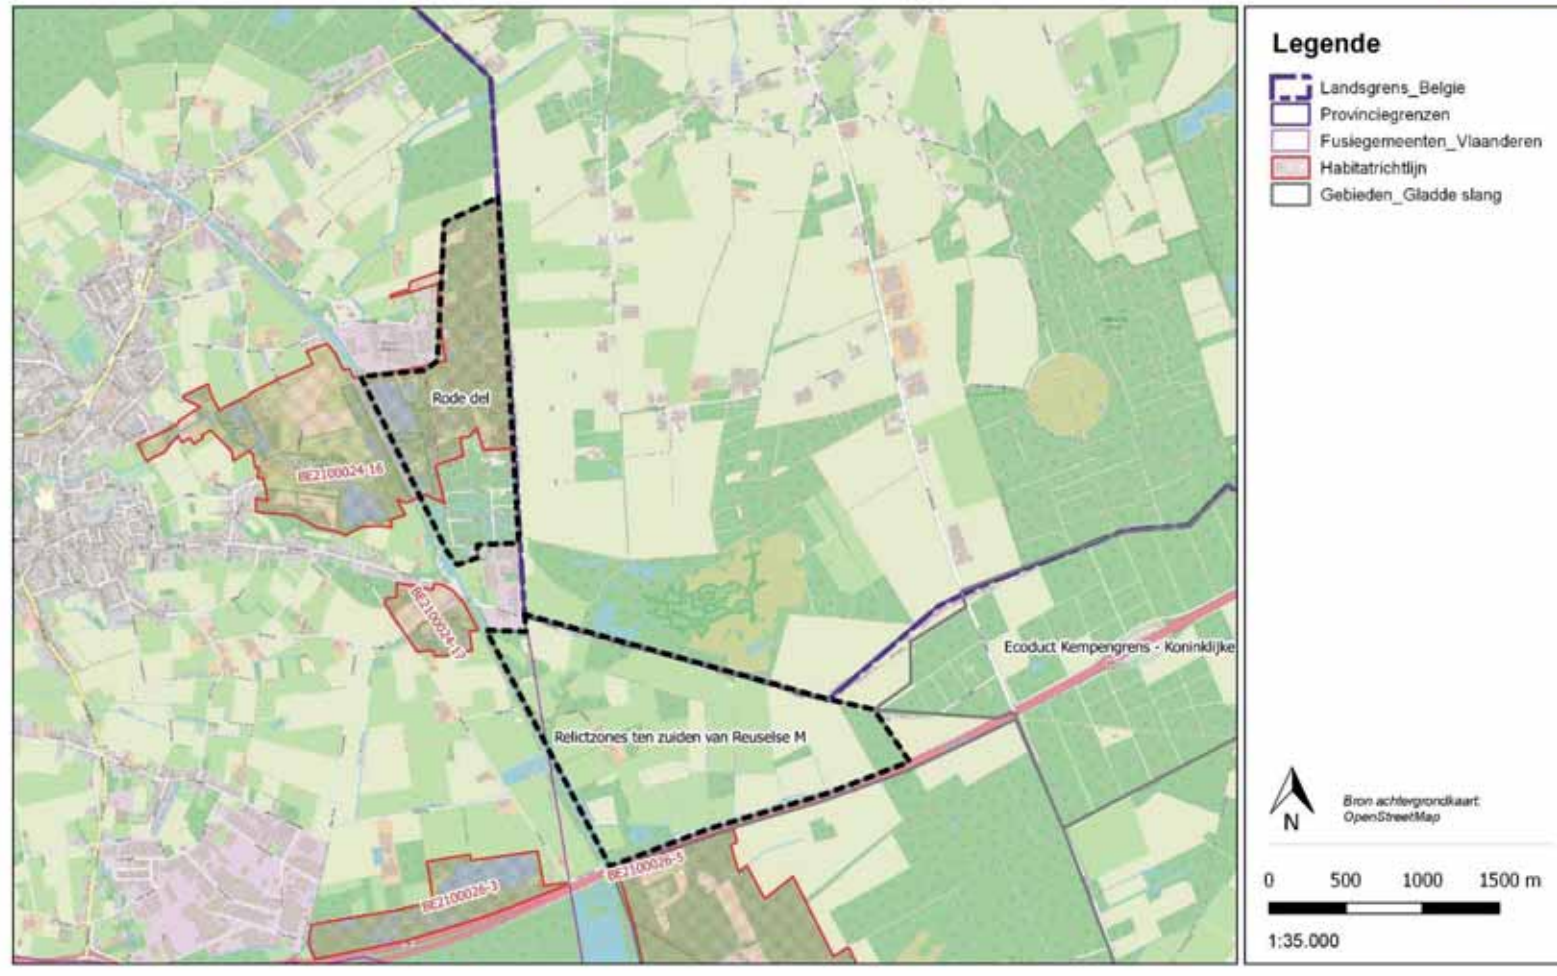 Rode del
BE2100024-16
BE2100024-17
Ecoduct Kempengrens - Koninklijke
Relictzones ten zuiden van Reuselse M
BE2100026-5
BE2100026-3
Legende
Landsgrens_Belgie
Provinciegrenzen
Fusiegemeenten_Vlaanderen
Habitatrichtlijn
Gebieden_Gladde slang
N
Bron achtergrondkaart:
OpenStreetMap
0 500 1000 1500 m
1:35.000